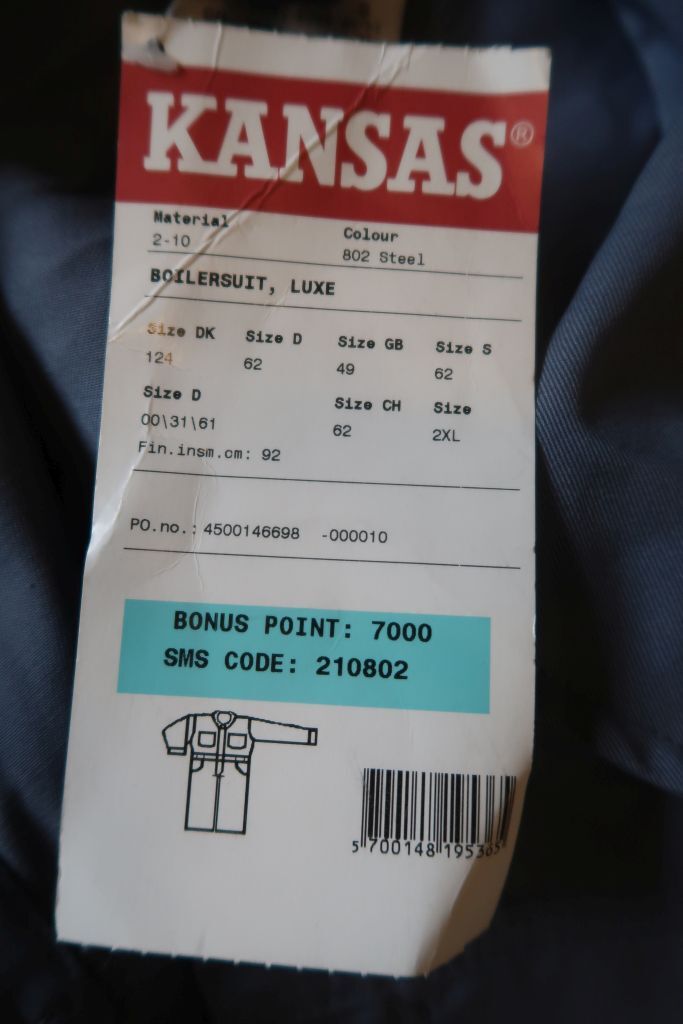 KANSAS®
Material Colour
2-10 802 Steel
BOILERSUIT, LUXE
Size DK Size D Size GB Size S
124 62 49 62
Size D Size CH Size
00\31\61 62 2XL
Fin.insm.cm: 92
PO.no.: 4500146698 -000010
BONUS POINT: 7000
SMS CODE: 210802
5 700148 195365